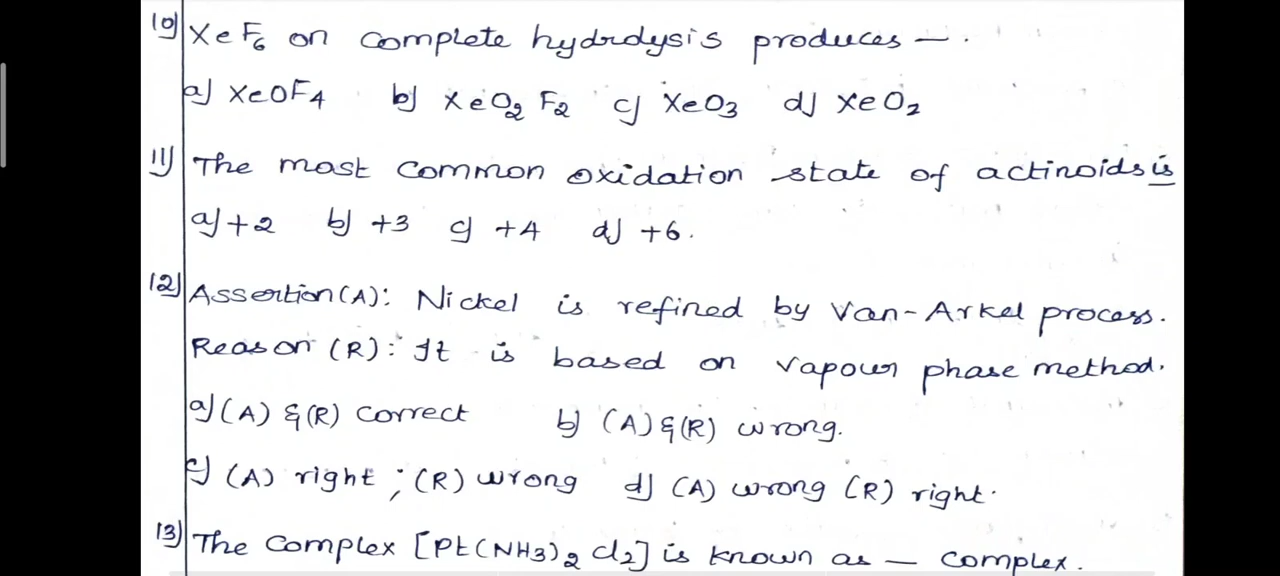 10) XeF₆ on complete hydrolysis produces —.
a) XeOF₄ b) XeO₂F₂ c) XeO₃ d) XeO₂
11) The most common oxidation state of actinoids is
a) +2 b) +3 c) +4 d) +6.
12) Assertion (A): Nickel is refined by Van-Arkel process.
Reason (R): It is based on vapour phase method.
a) (A) & (R) correct b) (A) & (R) wrong.
c) (A) right ; (R) wrong d) (A) wrong (R) right.
13) The complex [Pt(NH3)₂Cl₂] is known as — complex.